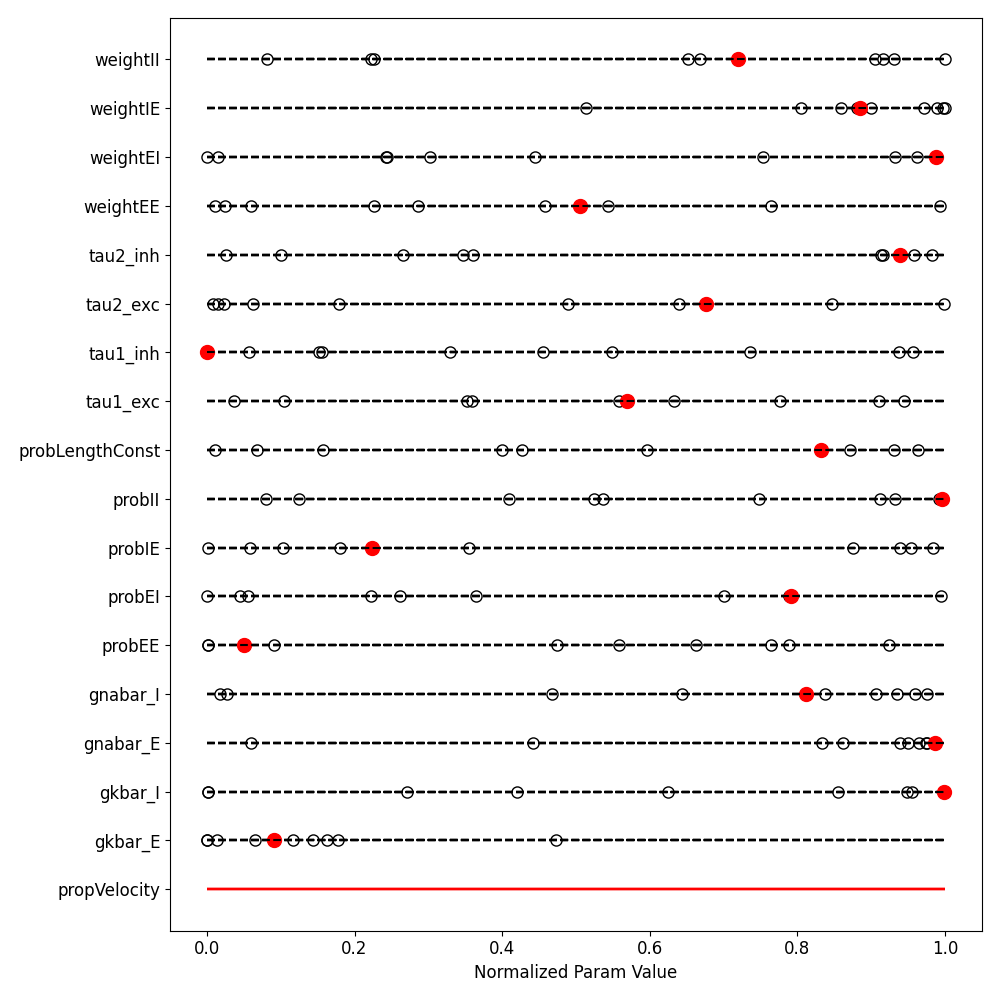 weightII
weightIE
weightEI
weightEE
tau2_inh
tau2_exc
tau1_inh
tau1_exc
probLengthConst
probII
probIE
probEI
probEE
gnabar_I
gnabar_E
gkbar_I
gkbar_E
propVelocity
0.0 0.2 0.4 0.6 0.8 1.0
Normalized Param Value